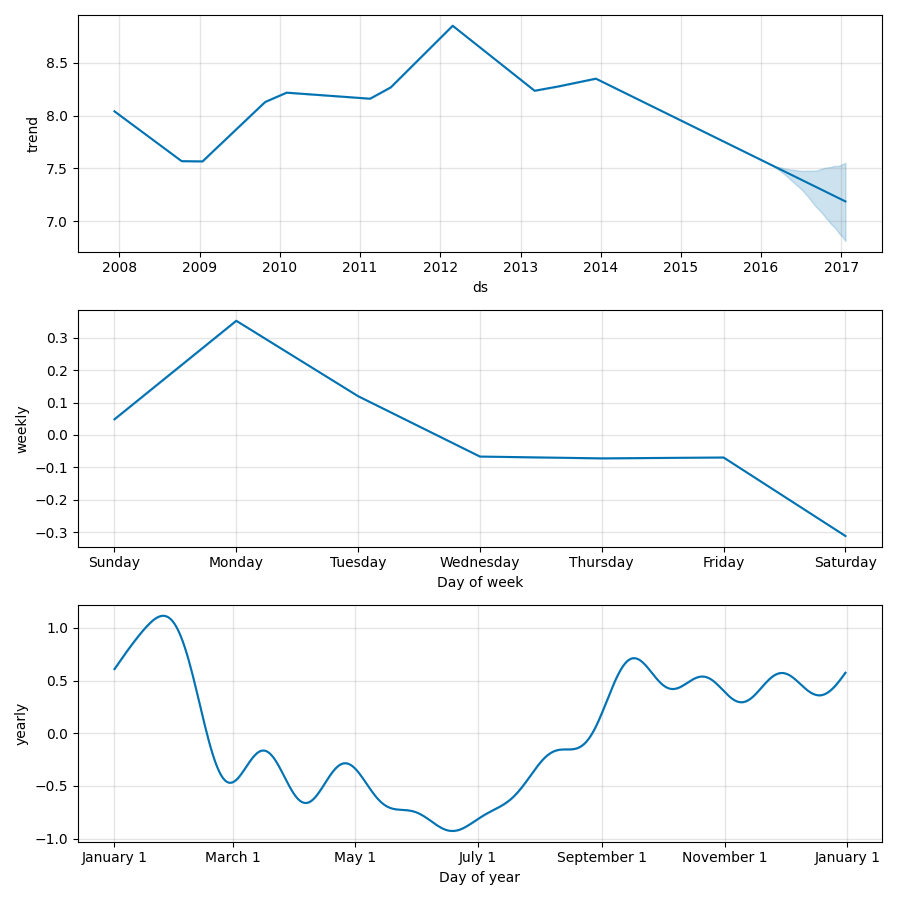 8.5
8.0
7.5
7.0
trend
2008 2009 2010 2011 2012 2013 2014 2015 2016 2017
ds
0.3
0.2
0.1
0.0
−0.1
−0.2
−0.3
weekly
Sunday Monday Tuesday Wednesday Thursday Friday Saturday
Day of week
1.0
0.5
0.0
−0.5
−1.0
yearly
January 1 March 1 May 1 July 1 September 1 November 1 January 1
Day of year